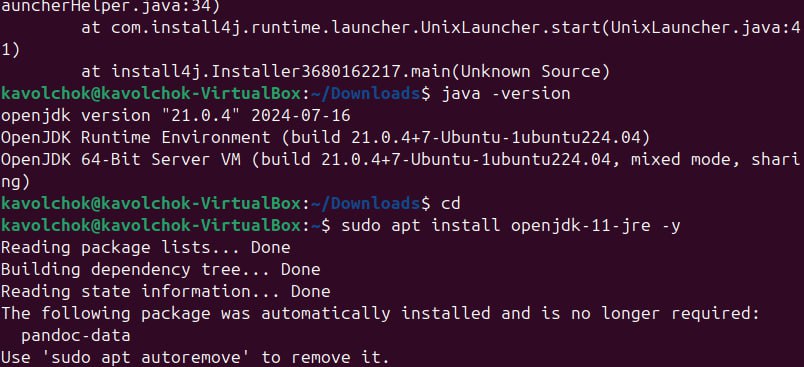 auncherHelper.java:34)
        at com.install4j.runtime.launcher.UnixLauncher.start(UnixLauncher.java:4
1)
        at install4j.Installer3680162217.main(Unknown Source)
kavolchok@kavolchok-VirtualBox:~/Downloads$ java -version
openjdk version "21.0.4" 2024-07-16
OpenJDK Runtime Environment (build 21.0.4+7-Ubuntu-1ubuntu224.04)
OpenJDK 64-Bit Server VM (build 21.0.4+7-Ubuntu-1ubuntu224.04, mixed mode, shari
ng)
kavolchok@kavolchok-VirtualBox:~/Downloads$ cd
kavolchok@kavolchok-VirtualBox:~$ sudo apt install openjdk-11-jre -y
Reading package lists... Done
Building dependency tree... Done
Reading state information... Done
The following package was automatically installed and is no longer required:
  pandoc-data
Use 'sudo apt autoremove' to remove it.